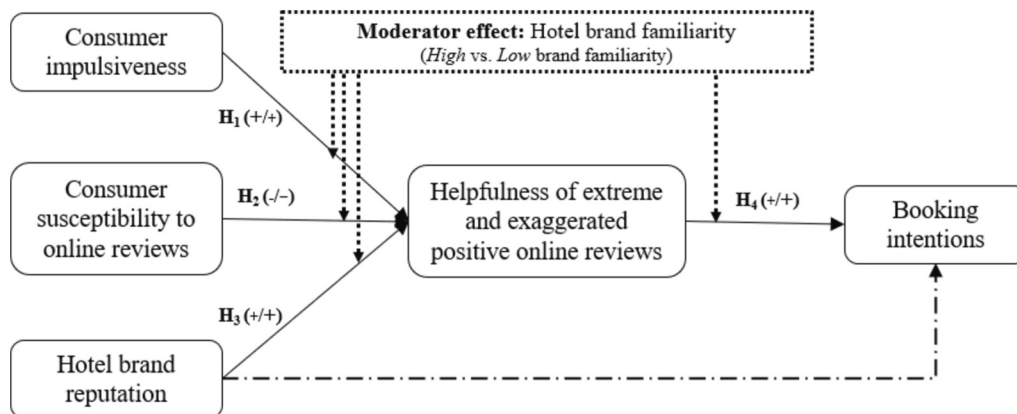 Consumer
impulsiveness
Moderator effect: Hotel brand familiarity
(High vs. Low brand familiarity)
H₁ (+/+)
Consumer
susceptibility to
online reviews
H₂ (-/−)
Helpfulness of extreme
and exaggerated
positive online reviews
H₄ (+/+)
Booking
intentions
H₃ (+/+)
Hotel brand
reputation